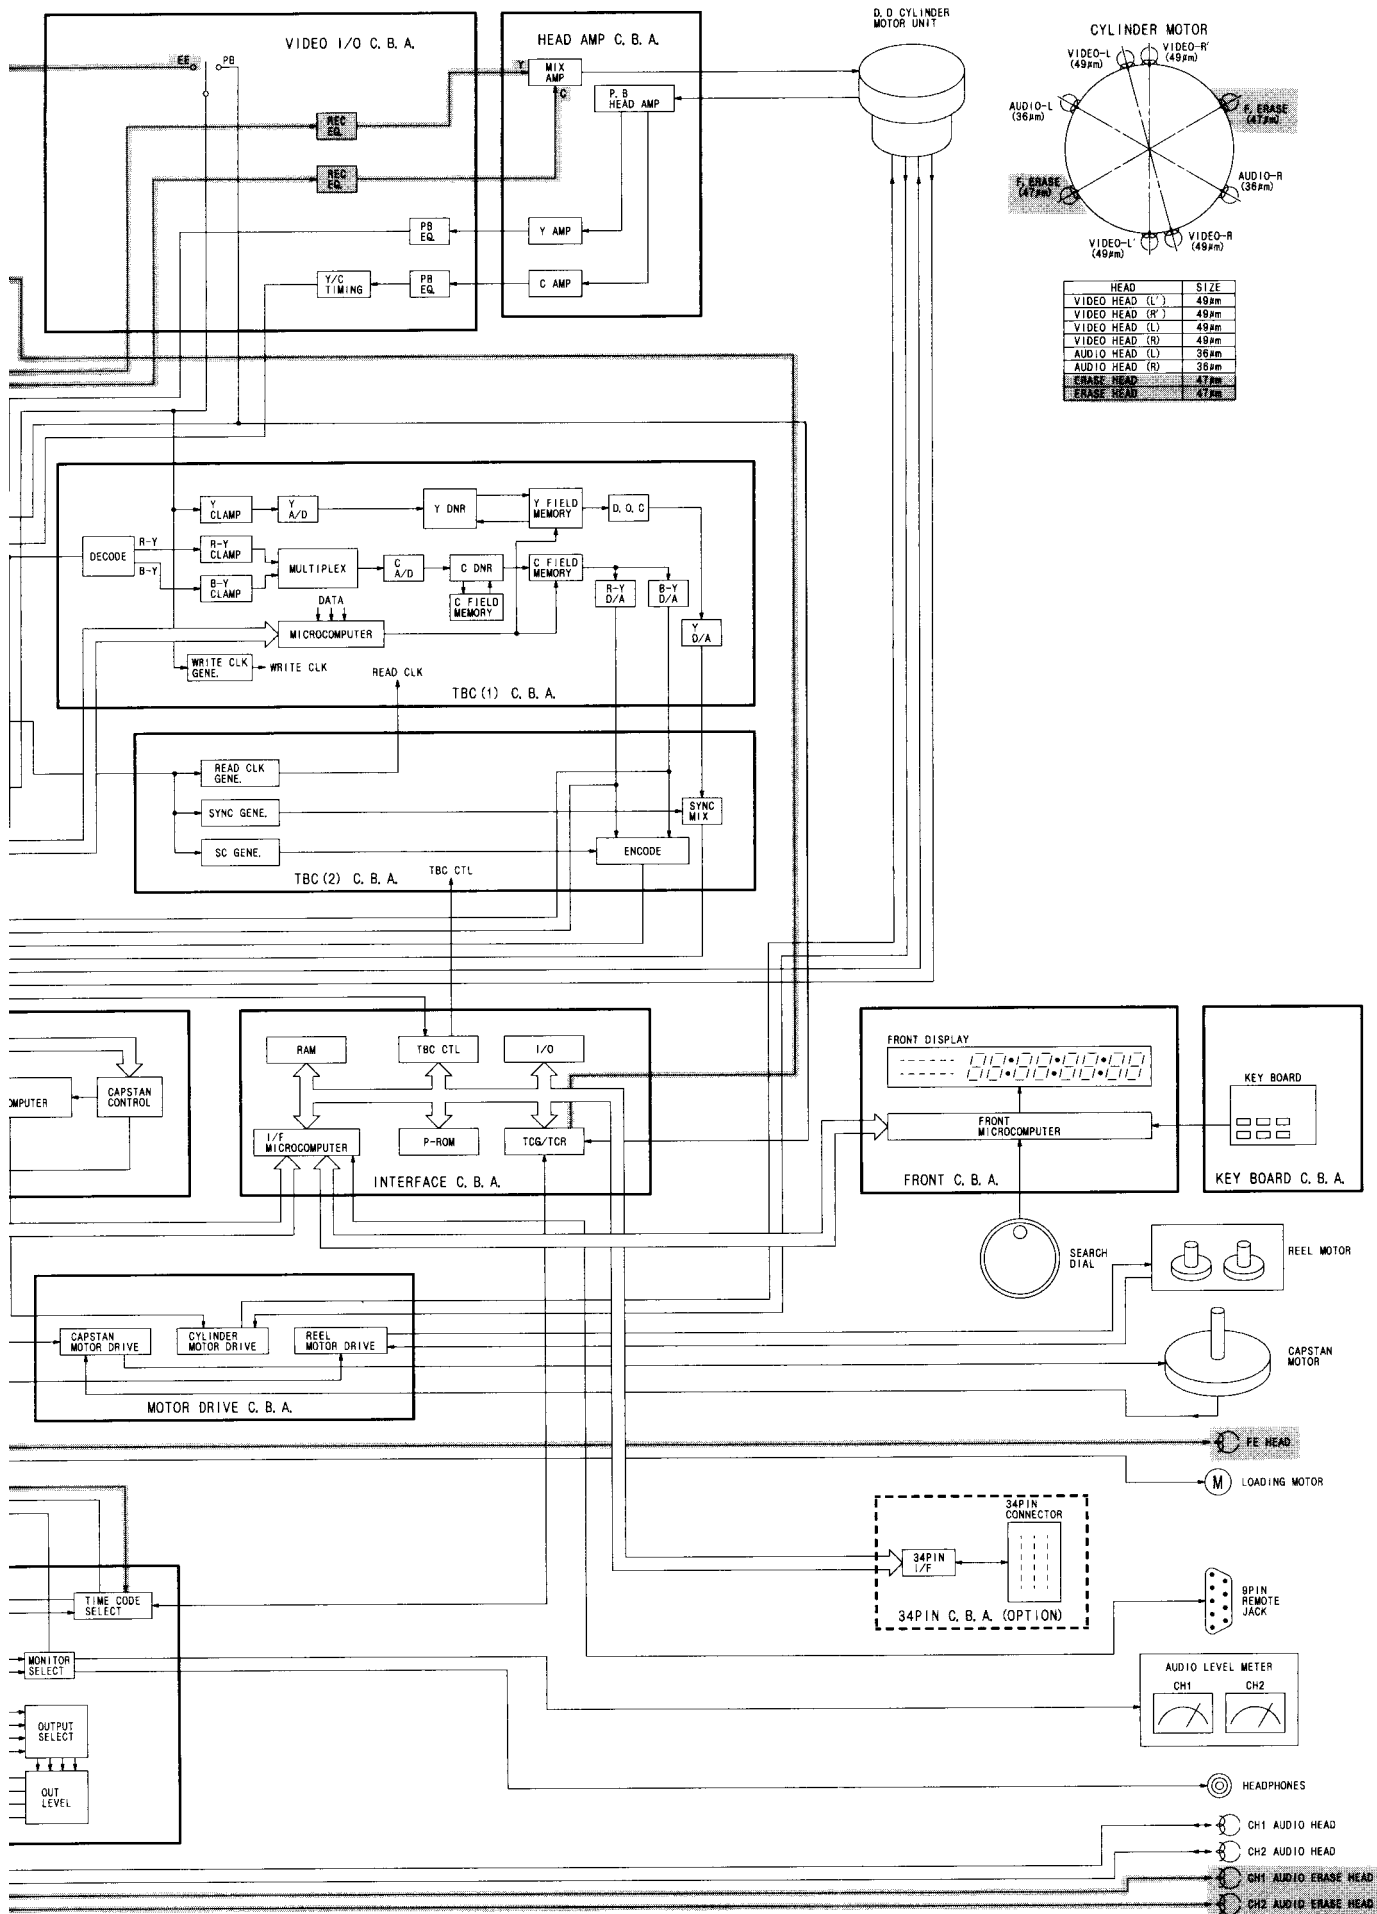 VIDEO I/O C. B. A.
EE
PB
REC
EQ.
REC
EQ.
PB
EQ.
Y/C
TIMING
PB
EQ.
HEAD AMP C. B. A.
Y
MIX
AMP
C
P. B
HEAD AMP
Y AMP
C AMP
D. D CYLINDER
MOTOR UNIT
CYLINDER MOTOR
VIDEO-L
(49μm)
VIDEO-R'
(49μm)
AUDIO-L
(36μm)
F. ERASE
(47μm)
F. ERASE
(47μm)
AUDIO-R
(36μm)
VIDEO-L'
(49μm)
VIDEO-R
(49μm)
HEAD SIZE
VIDEO HEAD (L') 49μm
VIDEO HEAD (R') 49μm
VIDEO HEAD (L) 49μm
VIDEO HEAD (R) 49μm
AUDIO HEAD (L) 36μm
AUDIO HEAD (R) 36μm
ERASE HEAD 47μm
ERASE HEAD 47μm
Y
CLAMP
Y
A/D
Y DNR
Y FIELD
MEMORY
D. O. C
DECODE
R-Y
B-Y
R-Y
CLAMP
B-Y
CLAMP
MULTIPLEX
C
A/D
C DNR
C FIELD
MEMORY
C FIELD
MEMORY
R-Y
D/A
B-Y
D/A
Y
D/A
DATA
MICROCOMPUTER
WRITE CLK
GENE.
WRITE CLK
READ CLK
TBC (1) C. B. A.
READ CLK
GENE.
SYNC GENE.
SC GENE.
SYNC
MIX
ENCODE
TBC (2) C. B. A.
TBC CTL
OMPUTER
CAPSTAN
CONTROL
RAM
TBC CTL
I/O
I/F
MICROCOMPUTER
P-ROM
TCG/TCR
INTERFACE C. B. A.
FRONT DISPLAY
FRONT
MICROCOMPUTER
FRONT C. B. A.
KEY BOARD
KEY BOARD C. B. A.
SEARCH
DIAL
REEL MOTOR
CAPSTAN
MOTOR DRIVE
CYLINDER
MOTOR DRIVE
REEL
MOTOR DRIVE
MOTOR DRIVE C. B. A.
CAPSTAN
MOTOR
FE HEAD
M
LOADING MOTOR
34PIN
CONNECTOR
34PIN
I/F
34PIN C. B. A. (OPTION)
9PIN
REMOTE
JACK
TIME CODE
SELECT
MONITOR
SELECT
OUTPUT
SELECT
OUT
LEVEL
AUDIO LEVEL METER
CH1
CH2
HEADPHONES
CH1 AUDIO HEAD
CH2 AUDIO HEAD
CH1 AUDIO ERASE HEAD
CH2 AUDIO ERASE HEAD